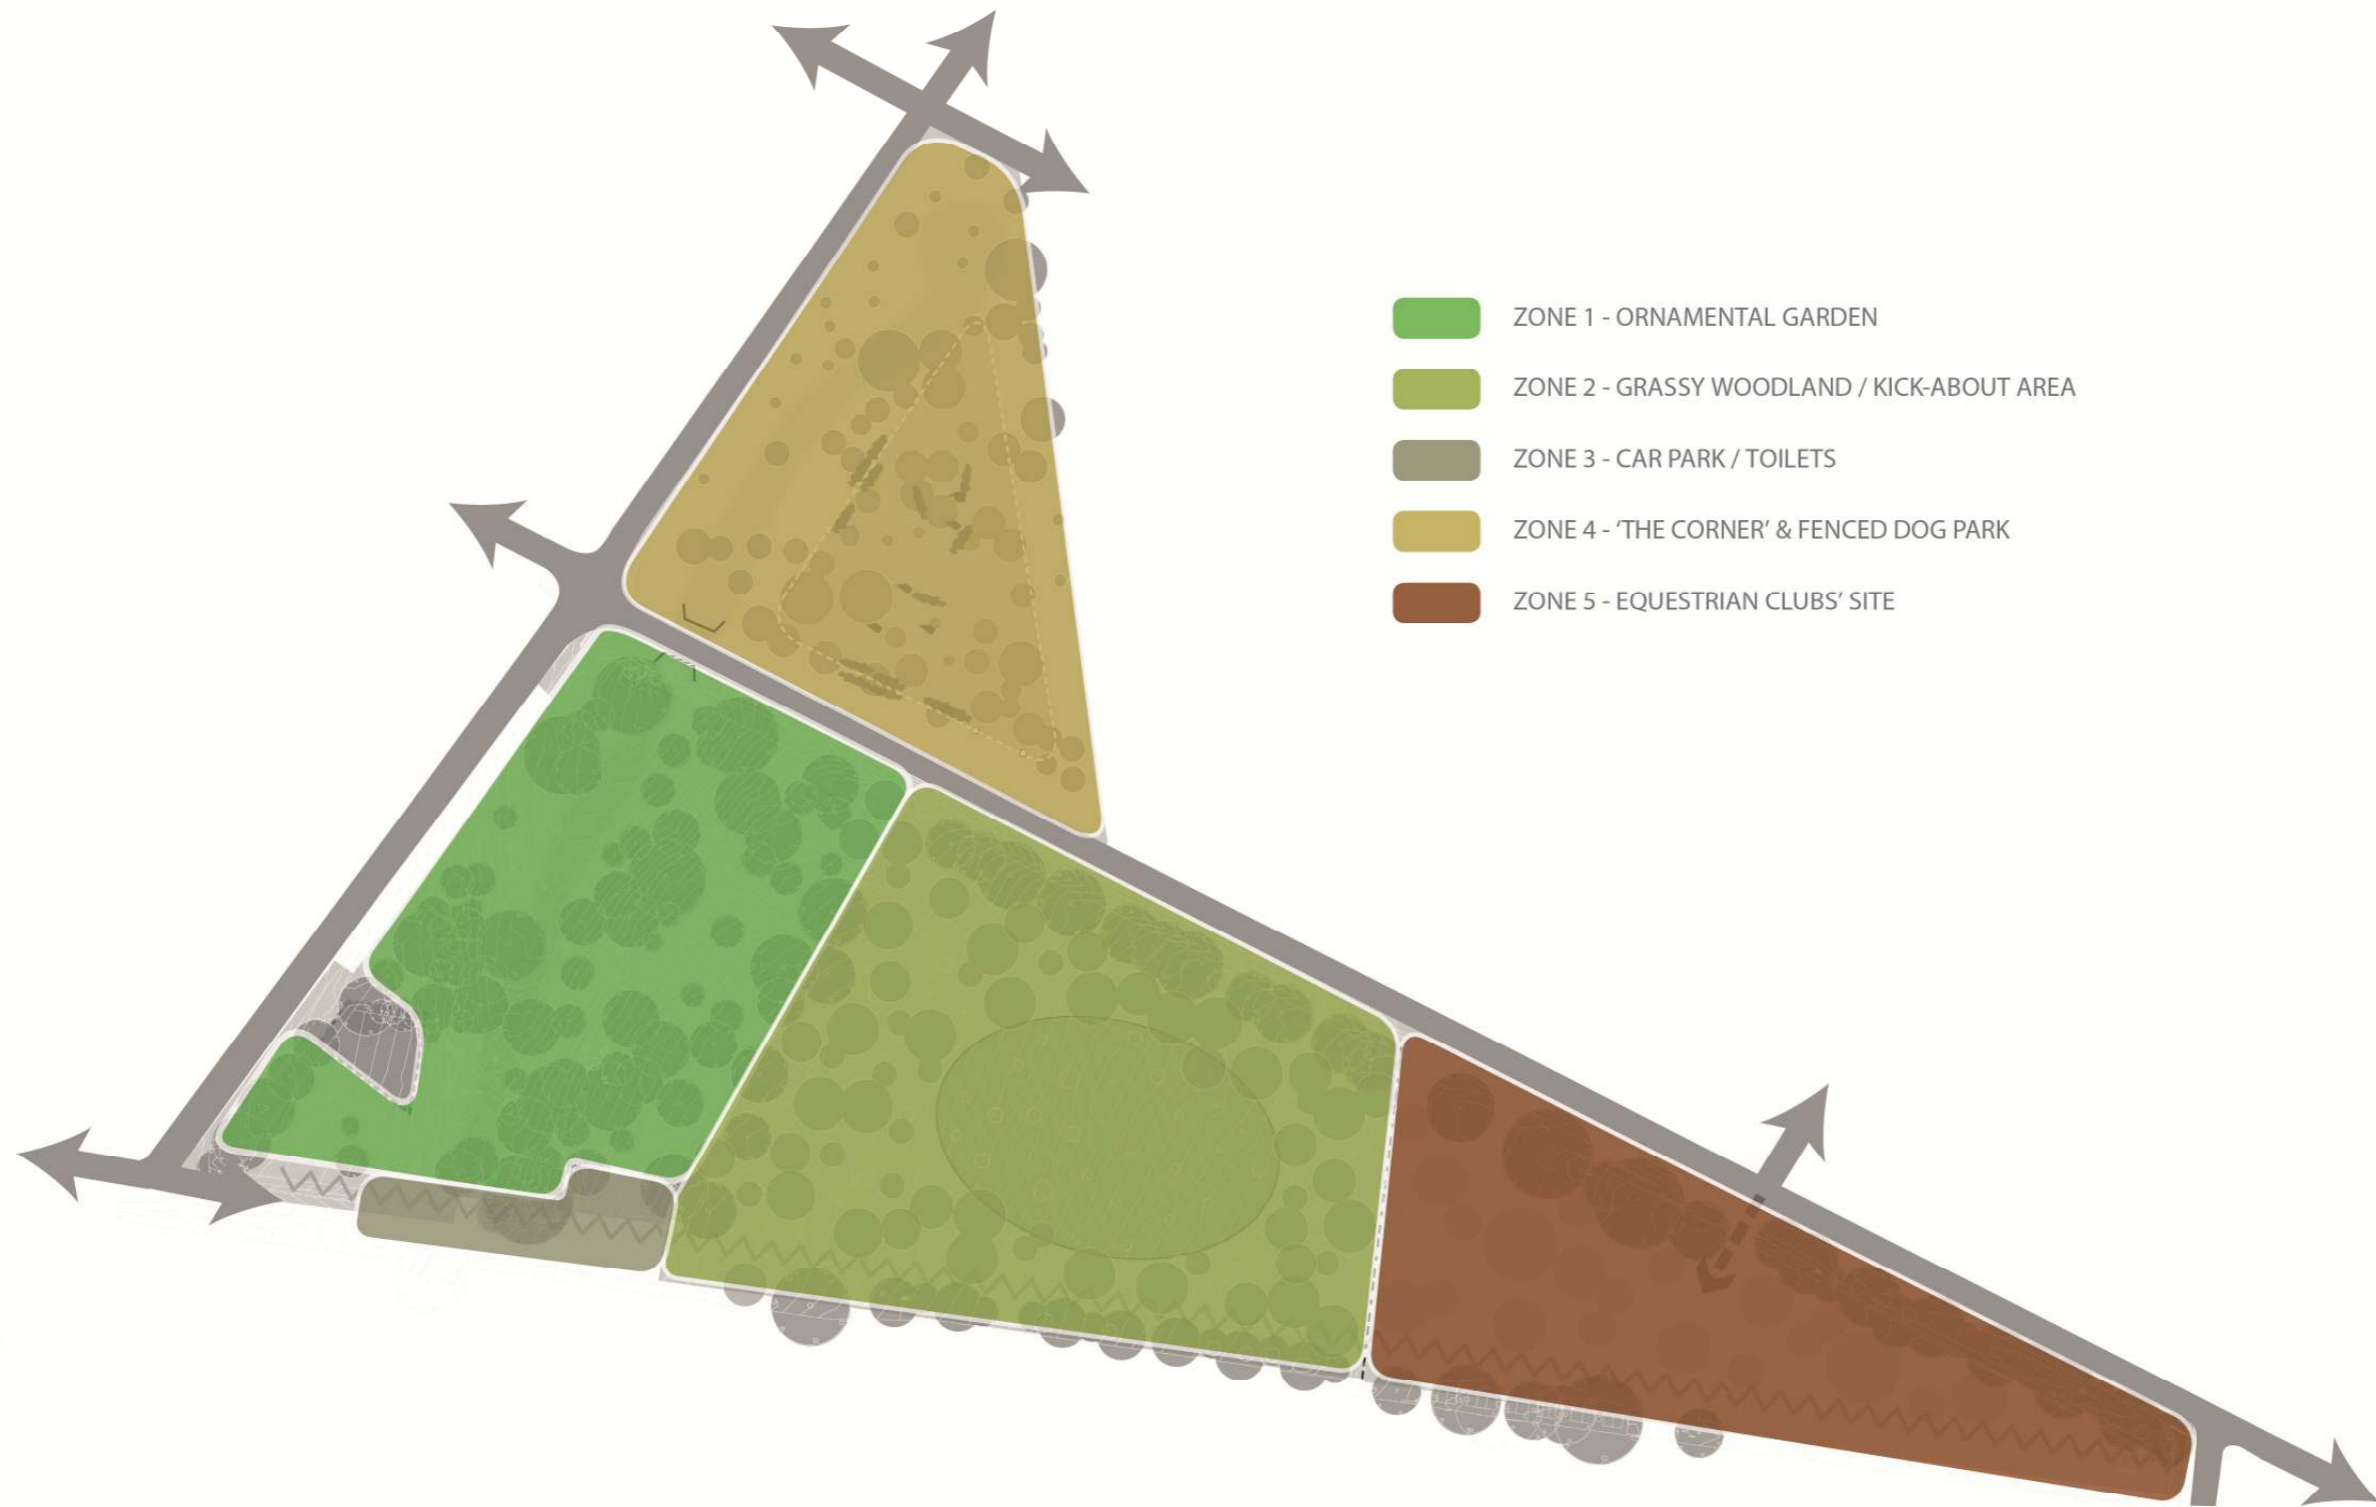 ZONE 1 - ORNAMENTAL GARDEN
ZONE 2 - GRASSY WOODLAND / KICK-ABOUT AREA
ZONE 3 - CAR PARK / TOILETS
ZONE 4 - ‘THE CORNER’ & FENCED DOG PARK
ZONE 5 - EQUESTRIAN CLUBS’ SITE